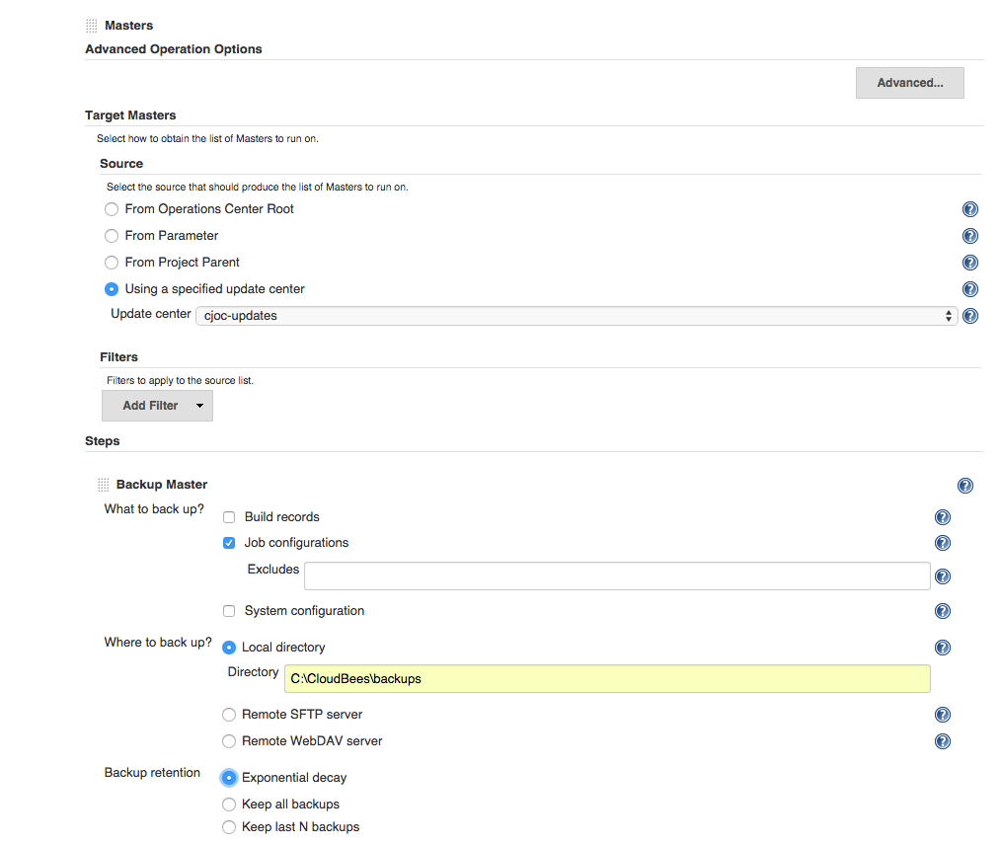 Masters
Advanced Operation Options
Advanced...
Target Masters
Select how to obtain the list of Masters to run on.
Source
Select the source that should produce the list of Masters to run on.
From Operations Center Root
From Parameter
From Project Parent
Using a specified update center
Update center cjoc-updates
Filters
Filters to apply to the source list.
Add Filter
Steps
Backup Master
What to back up?
Build records
Job configurations
Excludes
System configuration
Where to back up?
Local directory
Directory C:\CloudBees\backups
Remote SFTP server
Remote WebDAV server
Backup retention
Exponential decay
Keep all backups
Keep last N backups